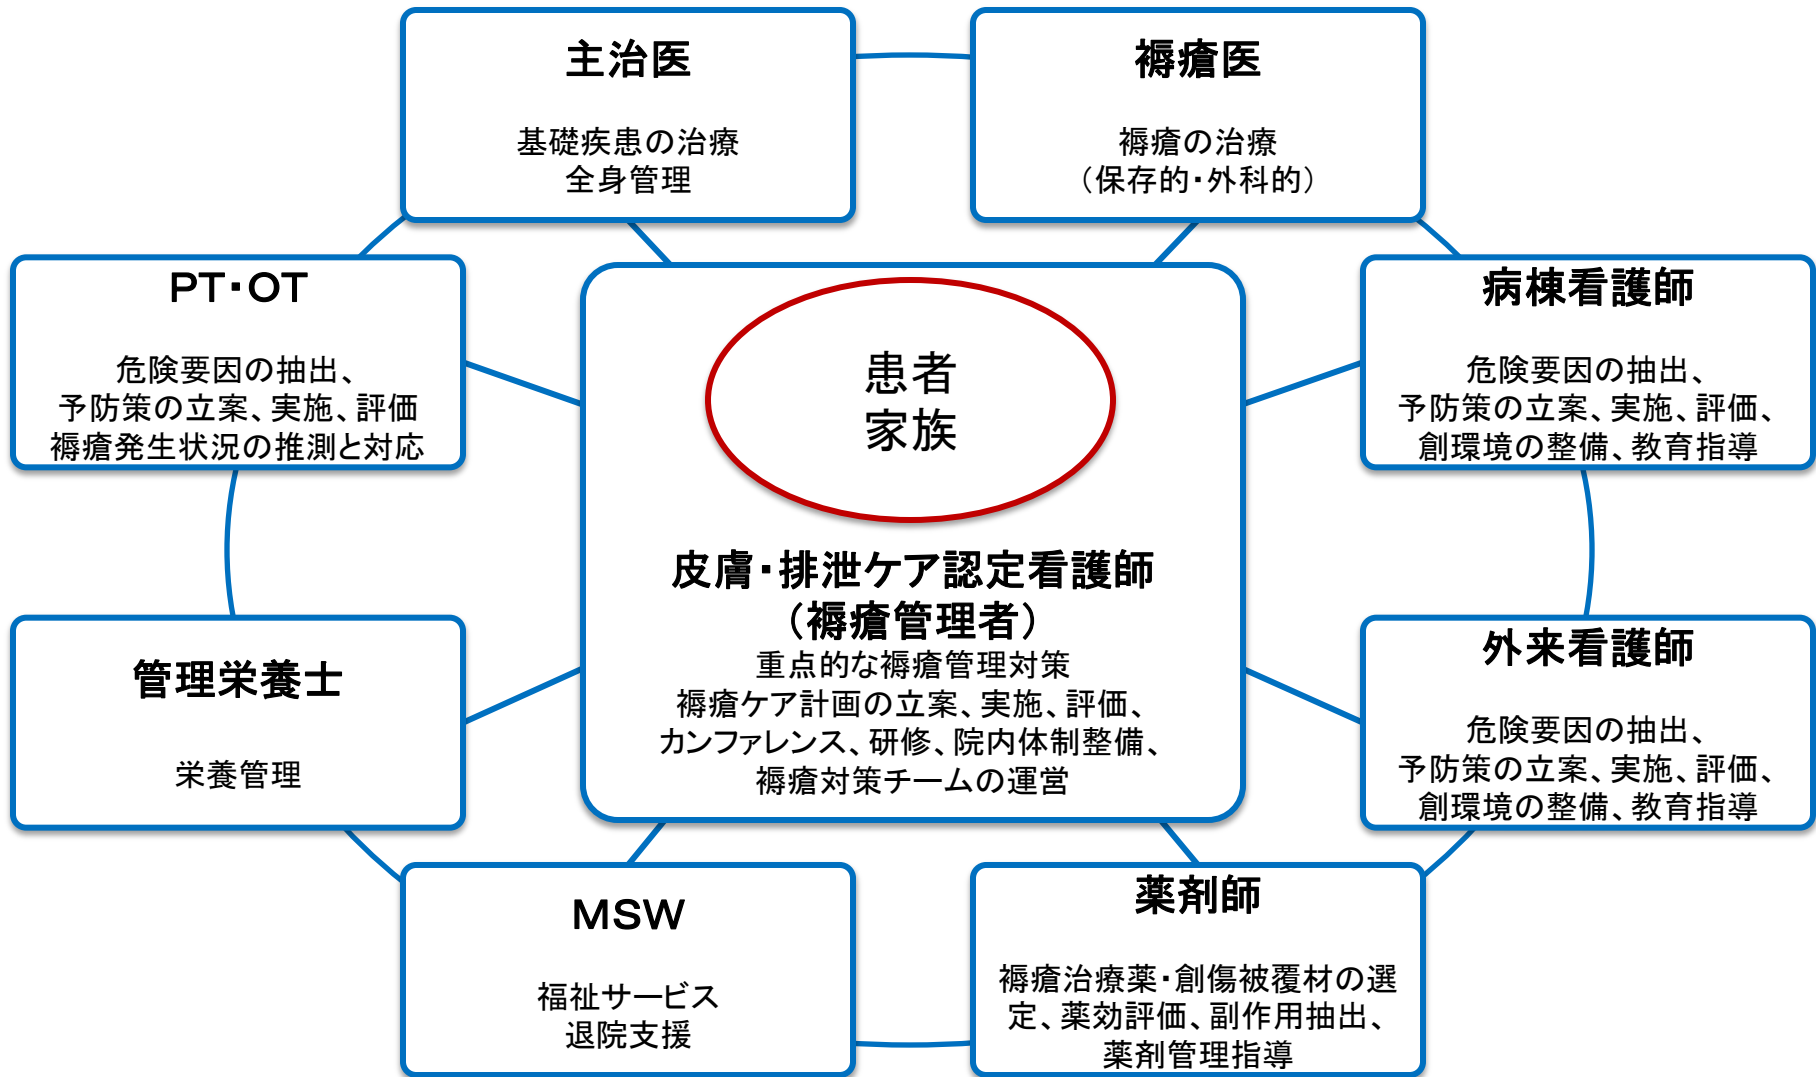 主治医
基礎疾患の治療
全身管理
褥瘡医
褥瘡の治療
（保存的・外科的）
PT・OT
危険要因の抽出、
予防策の立案、実施、評価
褥瘡発生状況の推測と対応
患者
家族
病棟看護師
危険要因の抽出、
予防策の立案、実施、評価、
創環境の整備、教育指導
皮膚・排泄ケア認定看護師
（褥瘡管理者）
重点的な褥瘡管理対策
褥瘡ケア計画の立案、実施、評価、
カンファレンス、研修、院内体制整備、
褥瘡対策チームの運営
管理栄養士
栄養管理
外来看護師
危険要因の抽出、
予防策の立案、実施、評価、
創環境の整備、教育指導
MSW
福祉サービス
退院支援
薬剤師
褥瘡治療薬・創傷被覆材の選
定、薬効評価、副作用抽出、
薬剤管理指導